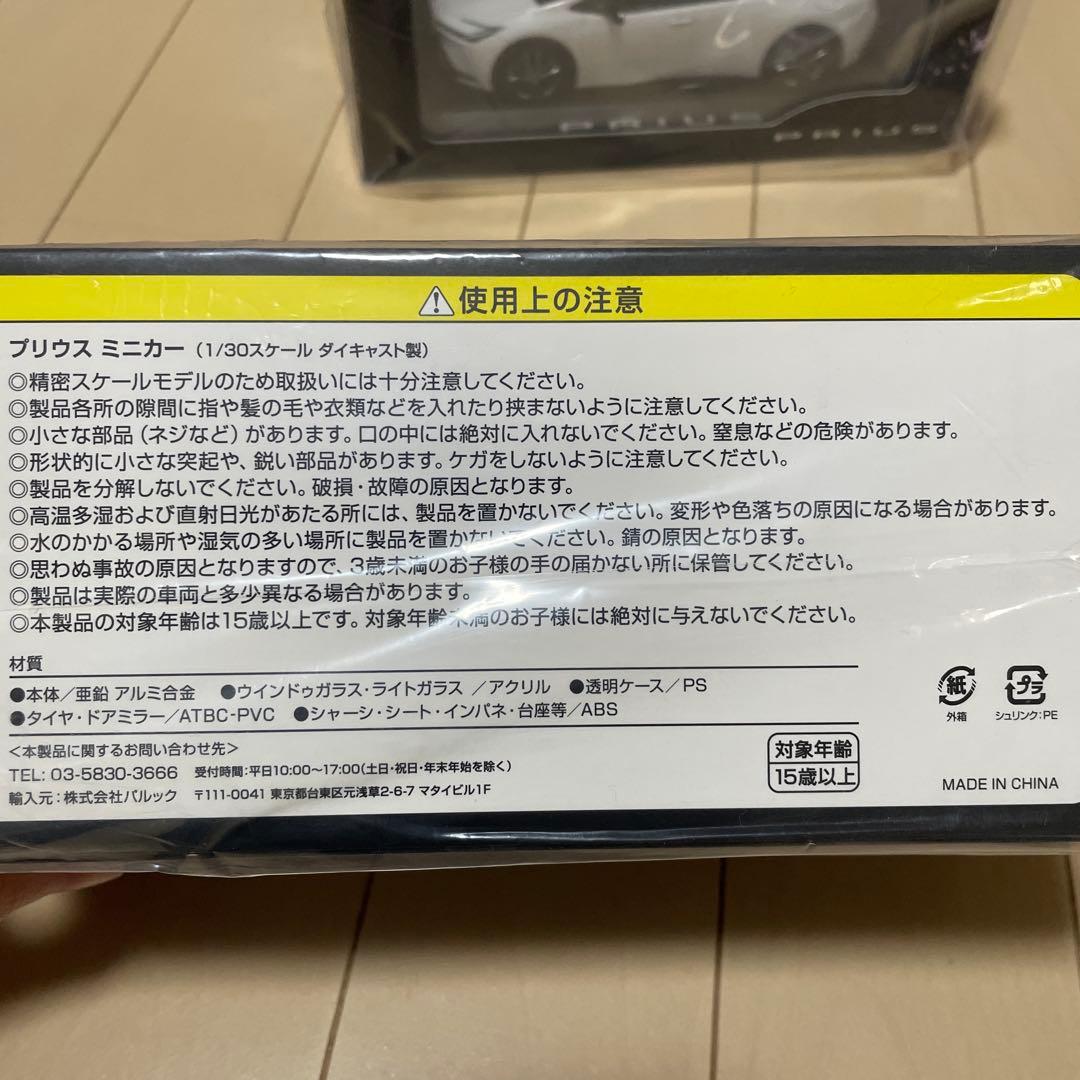 PRIUS
PRIUS
使用上の注意
プリウス ミニカー（1/30スケール ダイキャスト製）
◎精密スケールモデルのため取扱いには十分注意してください。
◎製品各所の隙間に指や髪の毛や衣類などを入れたり挟まないように注意してください。
◎小さな部品（ネジなど）があります。口の中には絶対に入れないでください。窒息などの危険があります。
◎形状的に小さな突起や、鋭い部品があります。ケガをしないように注意してください。
◎製品を分解しないでください。破損・故障の原因となります。
◎高温多湿および直射日光があたる所には、製品を置かないでください。変形や色落ちの原因になる場合があります。
◎水のかかる場所や湿気の多い場所に製品を置かないでください。錆の原因となります。
◎思わぬ事故の原因となりますので、3歳未満のお子様の手の届かない所に保管してください。
◎製品は実際の車両と多少異なる場合があります。
◎本製品の対象年齢は15歳以上です。対象年齢未満のお子様には絶対に与えないでください。
材質
●本体／亜鉛 アルミ合金 ●ウインドゥガラス・ライトガラス ／アクリル ●透明ケース／PS
●タイヤ・ドアミラー／ATBC-PVC ●シャーシ・シート・インパネ・台座等／ABS
紙
外箱
プラ
シュリンク：PE
＜本製品に関するお問い合わせ先＞
TEL: 03-5830-3666 受付時間：平日10:00～17:00（土日・祝日・年末年始を除く）
輸入元：株式会社バルック 〒111-0041 東京都台東区元浅草2-6-7 マタイビル1F
対象年齢
15歳以上
MADE IN CHINA